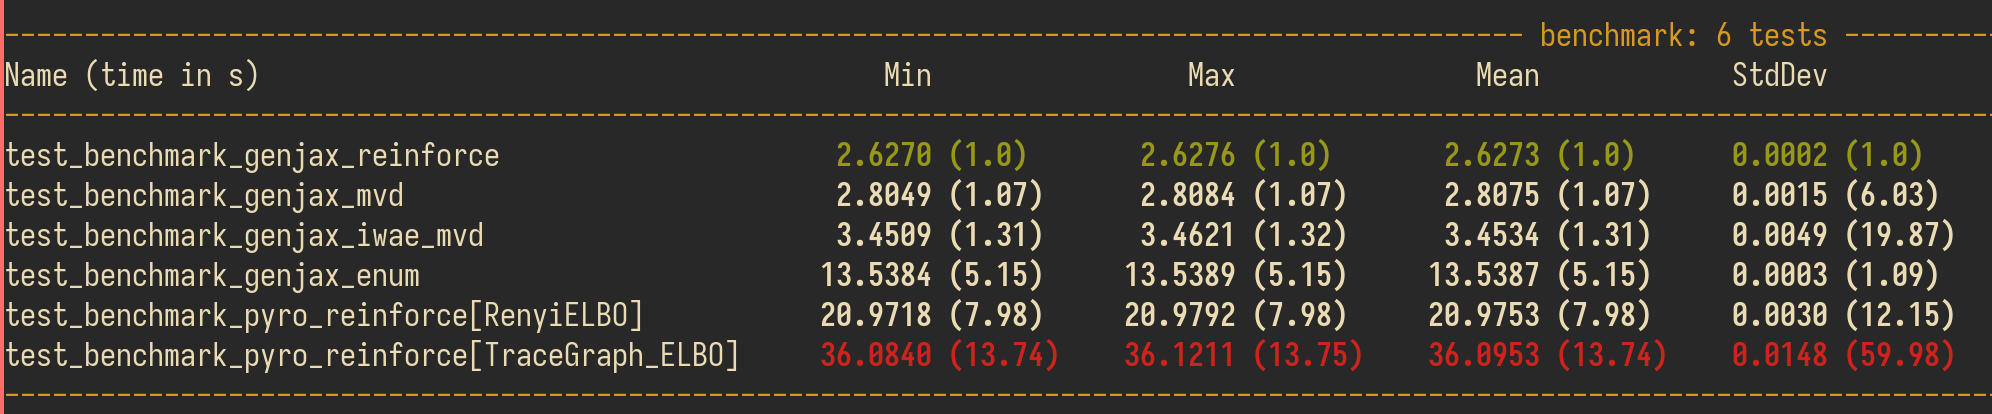 benchmark: 6 tests
Name (time in s) Min Max Mean StdDev
test_benchmark_genjax_reinforce 2.6270 (1.0) 2.6276 (1.0) 2.6273 (1.0) 0.0002 (1.0)
test_benchmark_genjax_mvd 2.8049 (1.07) 2.8084 (1.07) 2.8075 (1.07) 0.0015 (6.03)
test_benchmark_genjax_iwae_mvd 3.4509 (1.31) 3.4621 (1.32) 3.4534 (1.31) 0.0049 (19.87)
test_benchmark_genjax_enum 13.5384 (5.15) 13.5389 (5.15) 13.5387 (5.15) 0.0003 (1.09)
test_benchmark_pyro_reinforce[RenyiELBO] 20.9718 (7.98) 20.9792 (7.98) 20.9753 (7.98) 0.0030 (12.15)
test_benchmark_pyro_reinforce[TraceGraph_ELBO] 36.0840 (13.74) 36.1211 (13.75) 36.0953 (13.74) 0.0148 (59.98)